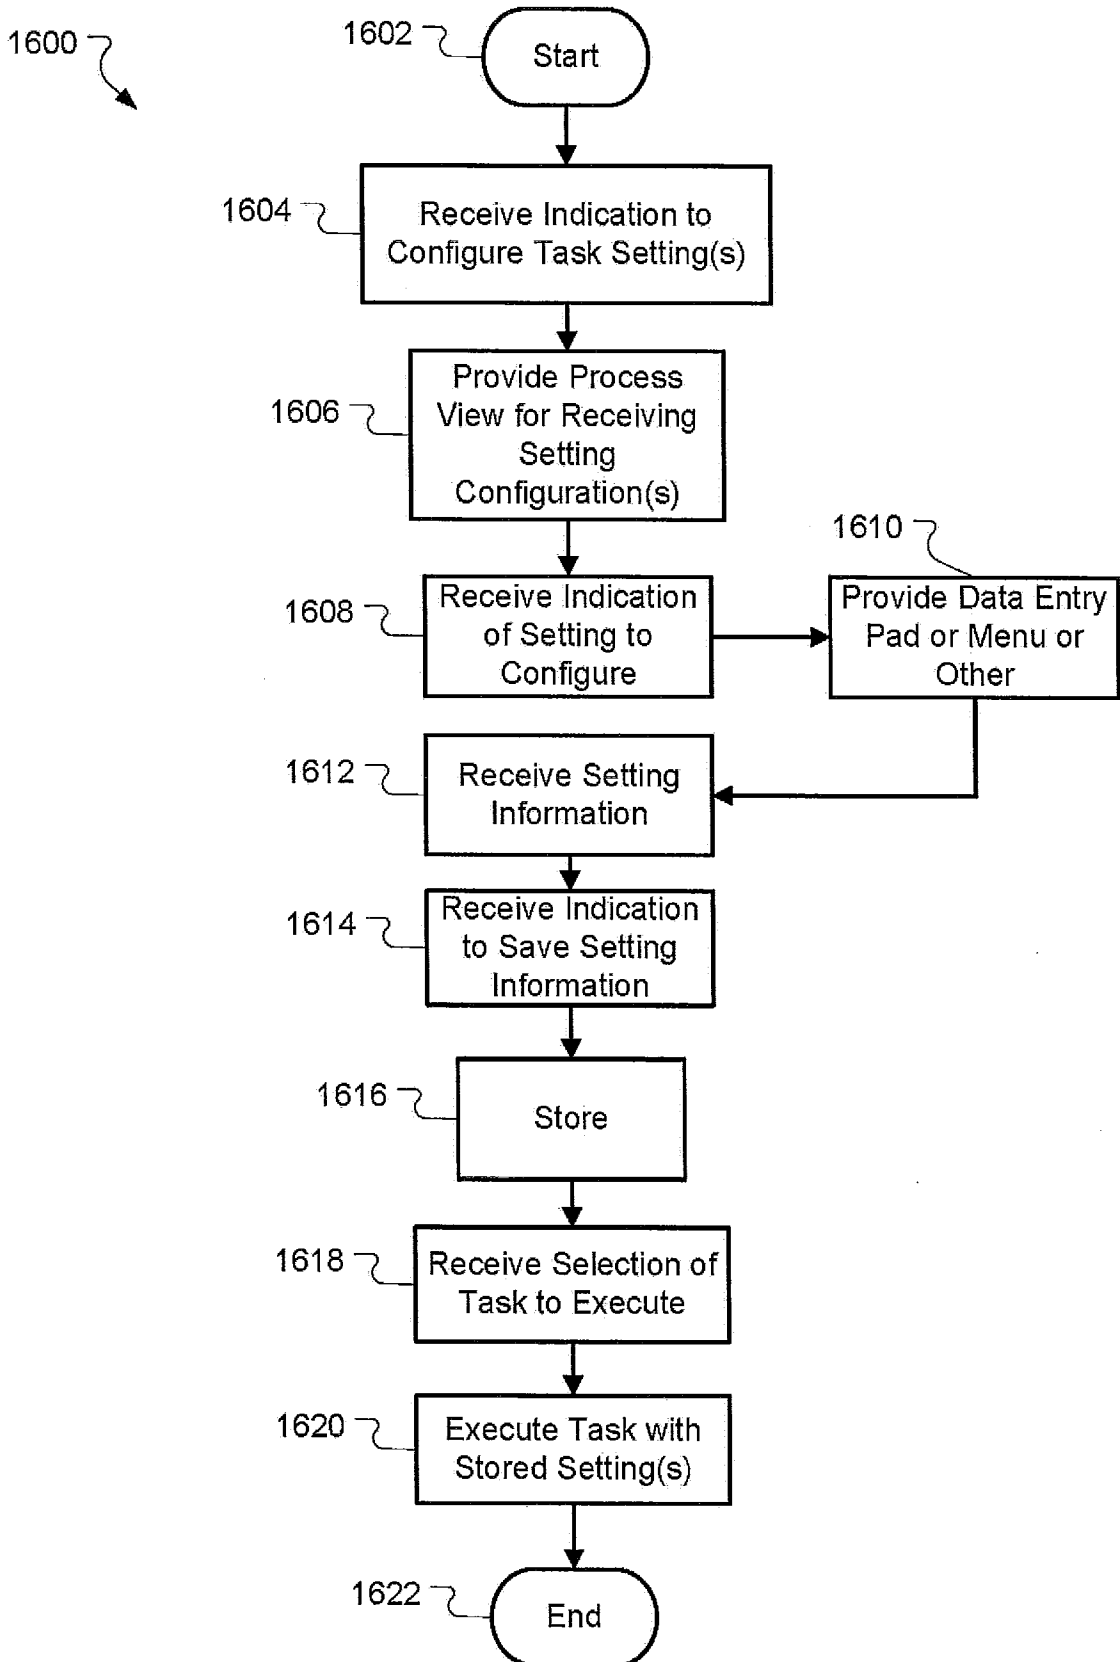 1600
1602
Start
1604
Receive Indication to
Configure Task Setting(s)
1606
Provide Process
View for Receiving
Setting
Configuration(s)
1608
Receive Indication
of Setting to
Configure
1610
Provide Data Entry
Pad or Menu or
Other
1612
Receive Setting
Information
1614
Receive Indication
to Save Setting
Information
1616
Store
1618
Receive Selection of
Task to Execute
1620
Execute Task with
Stored Setting(s)
1622
End